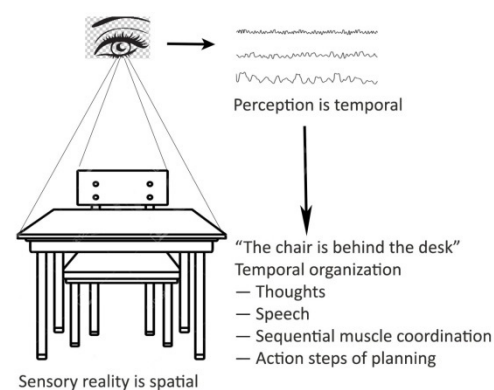 Perception is temporal
“The chair is behind the desk”
Temporal organization
— Thoughts
— Speech
— Sequential muscle coordination
— Action steps of planning
Sensory reality is spatial